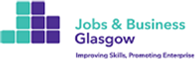 Jobs & Business
Glasgow
Improving Skills, Promoting Enterprise